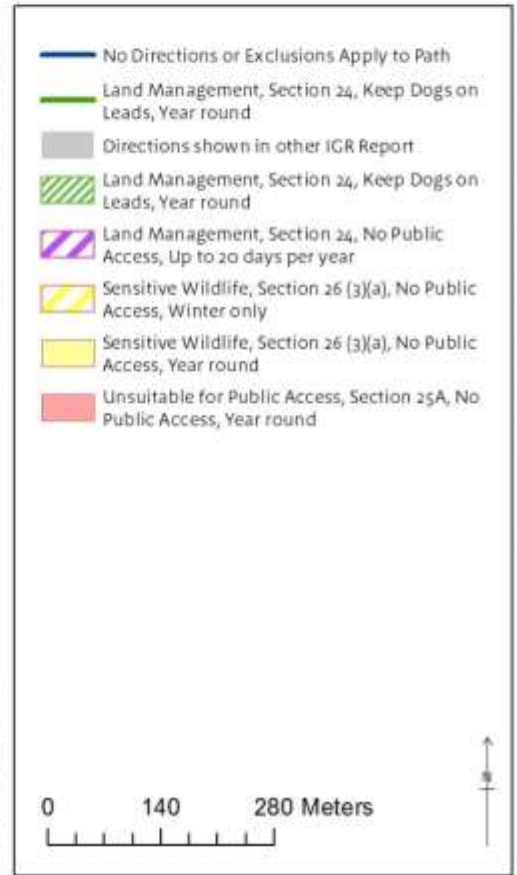 No Directions or Exclusions Apply to Path
Land Management, Section 24, Keep Dogs on
Leads, Year round
Directions shown in other IGR Report
Land Management, Section 24, Keep Dogs on
Leads, Year round
Land Management, Section 24, No Public
Access, Up to 20 days per year
Sensitive Wildlife, Section 26 (3)(a), No Public
Access, Winter only
Sensitive Wildlife, Section 26 (3)(a), No Public
Access, Year round
Unsuitable for Public Access, Section 25A, No
Public Access, Year round
N
0 140 280 Meters